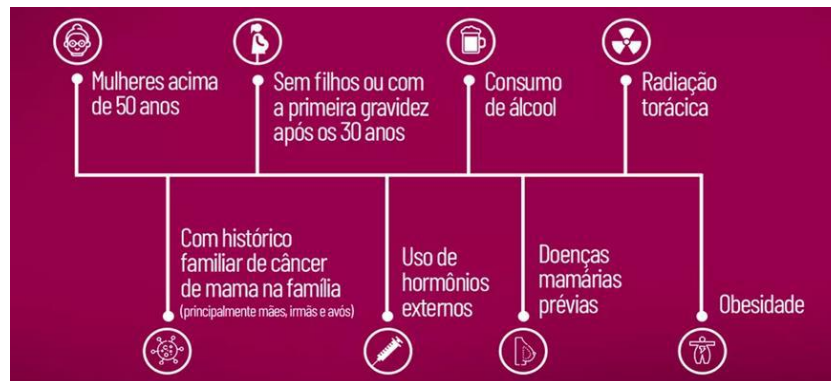 Mulheres acima
de 50 anos
Sem filhos ou com
a primeira gravidez
após os 30 anos
Consumo
de álcool
Radiação
torácica
Com histórico
familiar de câncer
de mama na família
(principalmente mães, irmãs e avós)
Uso de
hormônios
externos
Doenças
mamárias
prévias
Obesidade